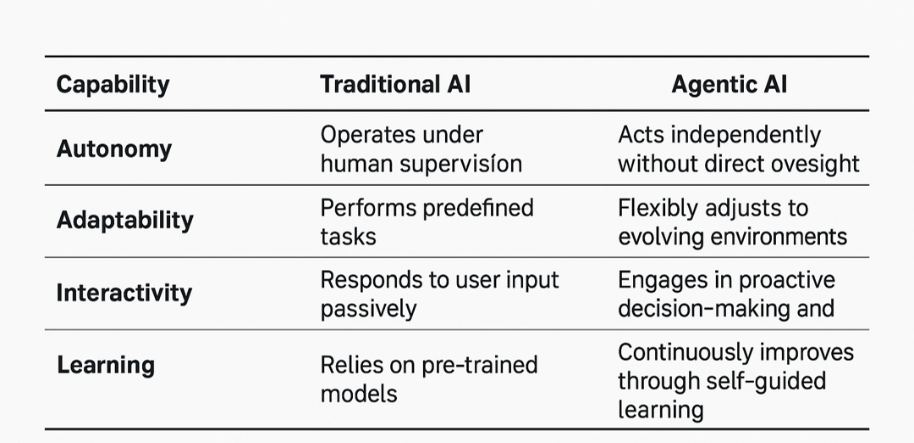 Capability Traditional AI Agentic AI
Autonomy
Operates under
human supervisíon
Acts independently
without direct ovesight
Adaptability
Performs predefined
tasks
Flexibly adjusts to
evolving environments
Interactivity
Responds to user input
passively
Engages in proactive
decision-making and
Learning
Relies on pre-trained
models
Continuously improves
through self-guided
learning